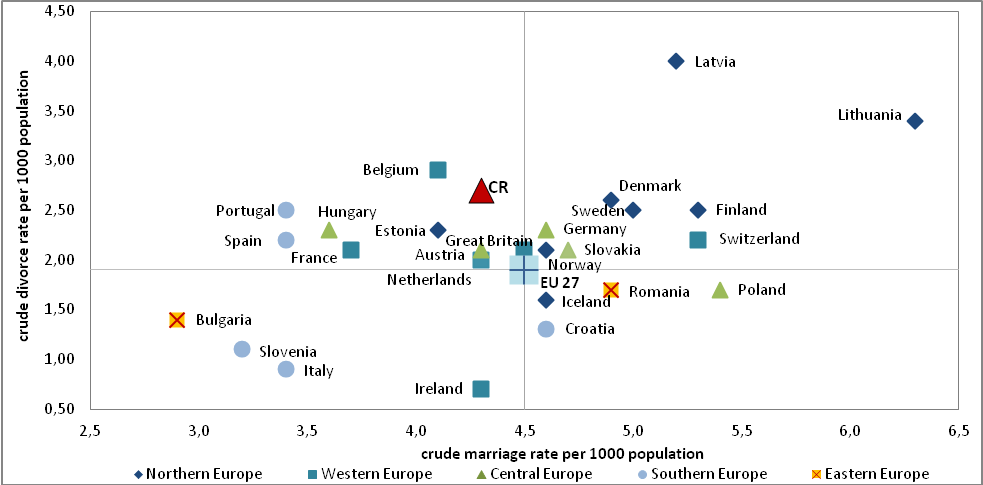 4,50
4,00
3,50
3,00
2,50
2,00
1,50
1,00
0,50
crude divorce rate per 1000 population
Latvia
Lithuania
Belgium
CR
Denmark
Portugal
Hungary
Sweden
Finland
Estonia
Germany
Spain
Great Britain
Switzerland
France
Austria
Slovakia
Netherlands
Norway
EU 27
Romania
Poland
Iceland
Bulgaria
Croatia
Slovenia
Italy
Ireland
2,5 3,0 3,5 4,0 4,5 5,0 5,5 6,0 6,5
crude marriage rate per 1000 population
Northern Europe Western Europe Central Europe Southern Europe Eastern Europe